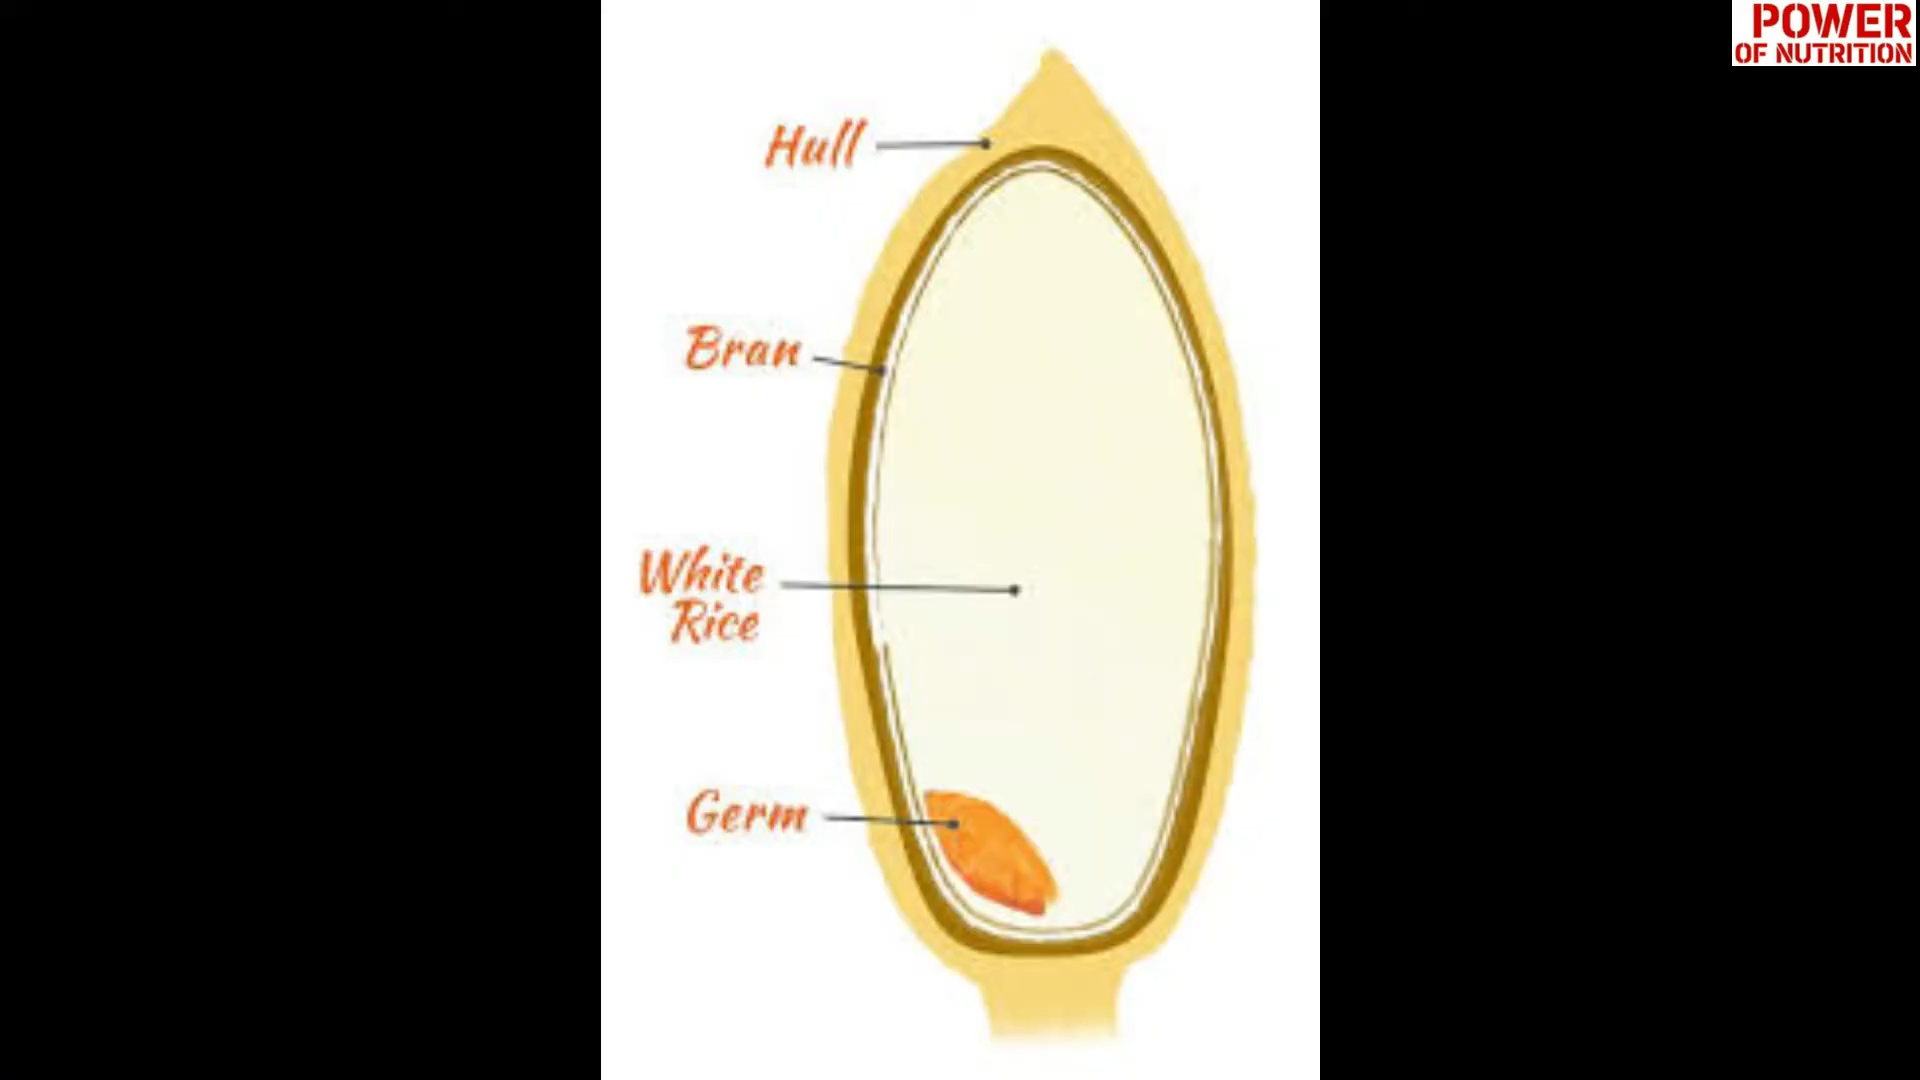 POWER
OF NUTRITION
Hull
Bran
White
Rice
Germ